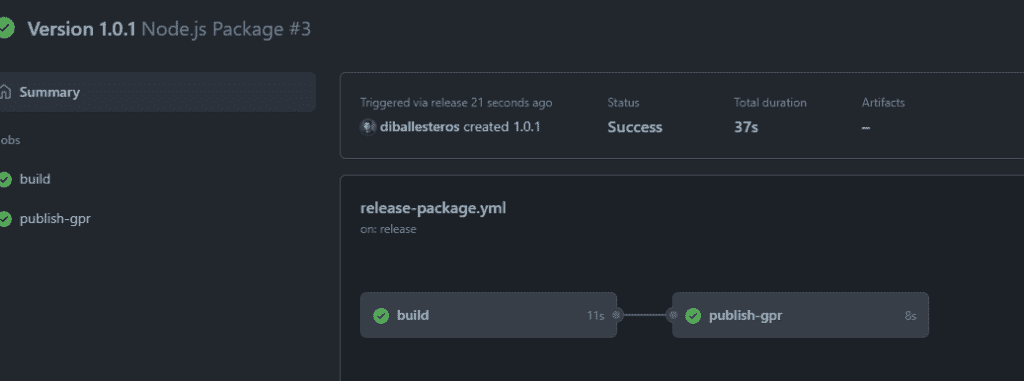 Version 1.0.1 Node.js Package #3
Summary
obs
build
publish-gpr
Triggered via release 21 seconds ago
diballesteros created 1.0.1
Status
Success
Total duration
37s
Artifacts
–
release-package.yml
on: release
build 11s
publish-gpr 8s